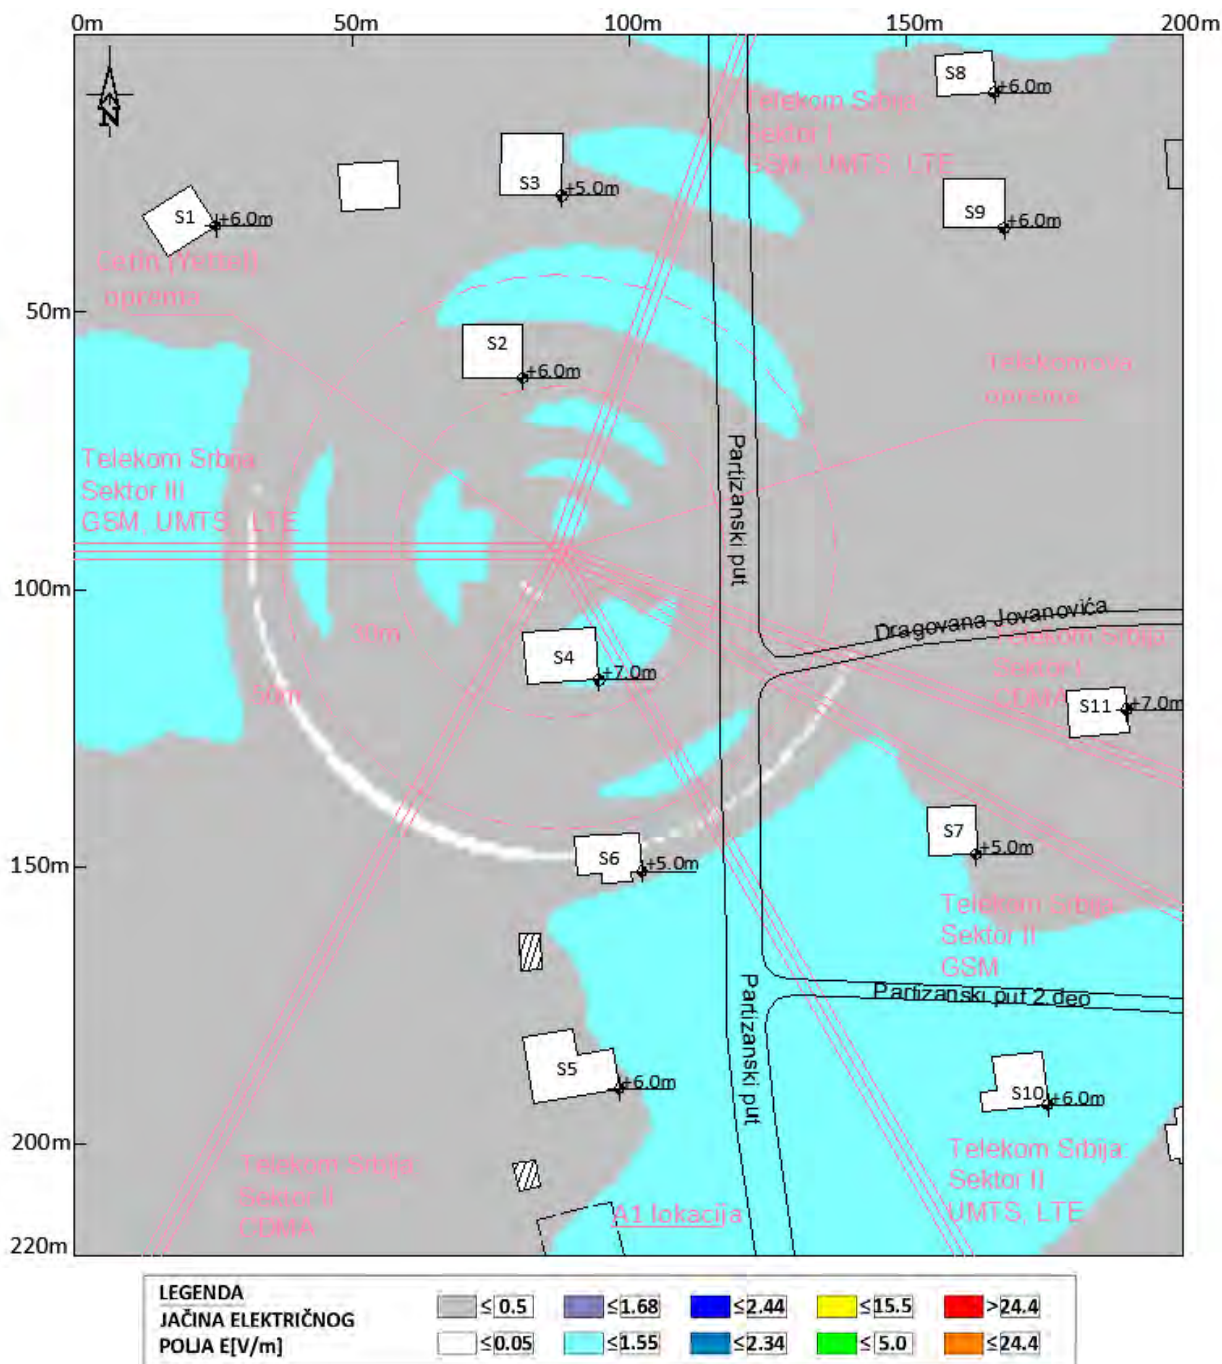 0m
50m
100m
150m
200m
N
S8
+6.0m
Telekom Srbija:
Sektor I
GSM, UMTS, LTE
S3
+5.0m
S1
+6.0m
S9
+6.0m
Cetin (Yettel)
oprema
50m
S2
+6.0m
Telekomova
oprema
Telekom Srbija:
Sektor III
GSM, UMTS, LTE
Partizanski put
100m
Dragovana Jovanovića
30m
S4
+7.0m
Telekom Srbija:
Sektor I
CDMA
50m
S11
+7.0m
S7
+5.0m
150m
S6
+5.0m
Telekom Srbija:
Sektor II
GSM
Partizanski put 2 deo
Partizanski put
S5
+6.0m
S10
+6.0m
200m
Telekom Srbija:
Sektor II
CDMA
Telekom Srbija:
Sektor II
UMTS, LTE
A1 lokacija
220m
LEGENDA
JAČINA ELEKTRIČNOG
POLJA E[V/m]
≤ 0.5
≤1.68
≤2.44
≤15.5
>24.4
≤0.05
≤1.55
≤2.34
≤ 5.0
≤24.4